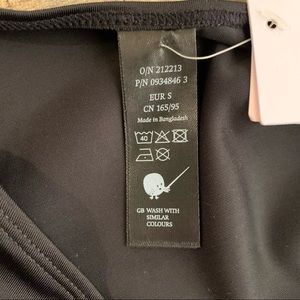 O/N 212213
P/N 0934846 3
EUR S
CN 165/95
Made in Bangladesh
40
GB WASH WITH
SIMILAR
COLOURS